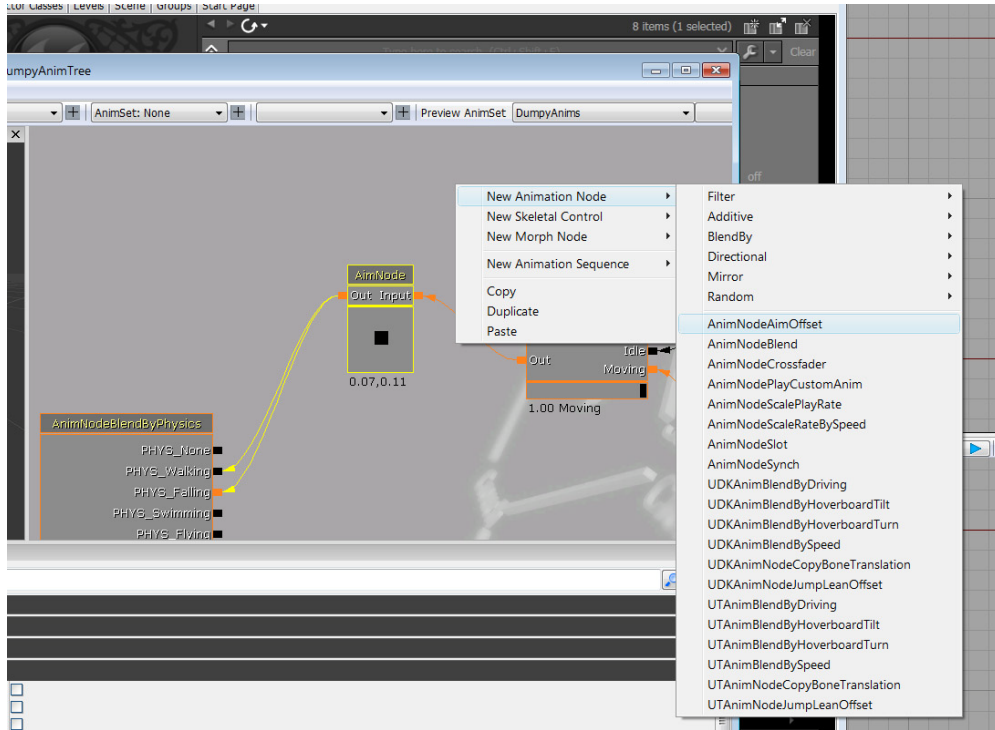 Levels | Scene | Groups | Start Page
8 items (1 selected)
Clear
DumpyAnimTree
AnimSet: None
Preview AnimSet
DumpyAnims
off
New Animation Node
New Skeletal Control
New Morph Node
New Animation Sequence
Copy
Duplicate
Paste
Filter
Additive
BlendBy
Directional
Mirror
Random
AnimNodeAimOffset
AnimNodeBlend
AnimNodeCrossfader
AnimNodePlayCustomAnim
AnimNodeScalePlayRate
AnimNodeScaleRateBySpeed
AnimNodeSlot
AnimNodeSynch
UDKAnimBlendByDriving
UDKAnimBlendByHoverboardTilt
UDKAnimBlendByHoverboardTurn
UDKAnimBlendBySpeed
UDKAnimNodeCopyBoneTranslation
UDKAnimNodeJumpLeanOffset
UTAnimBlendByDriving
UTAnimBlendByHoverboardTilt
UTAnimBlendByHoverboardTurn
UTAnimBlendBySpeed
UTAnimNodeCopyBoneTranslation
UTAnimNodeJumpLeanOffset
AimNode
Out Input
0.07,0.11
Idle
Out
Moving
1.00 Moving
AnimNodeBlendByPhysics
PHYS_None
PHYS_Walking
PHYS_Falling
PHYS_Swimming
PHYS_Flying